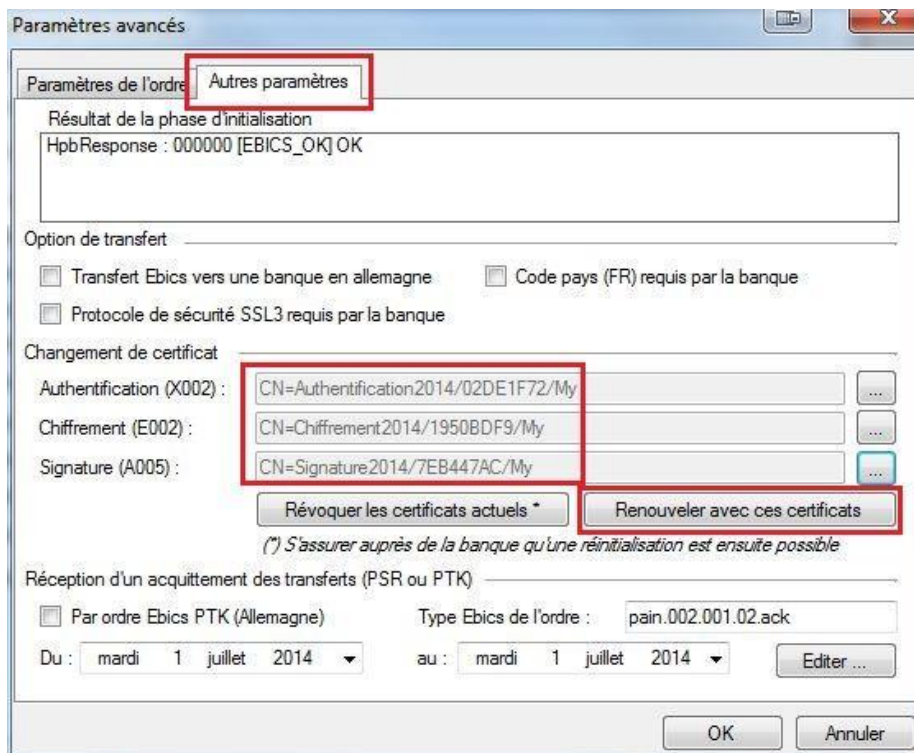 Paramètres avancés
Paramètres de l'ordre
Autres paramètres
Résultat de la phase d'initialisation
HpbResponse : 000000 [EBICS_OK] OK
Option de transfert
Transfert Ebics vers une banque en allemagne
Code pays (FR) requis par la banque
Protocole de sécurité SSL3 requis par la banque
Changement de certificat
Authentification (X002) :
CN=Authentification2014/02DE1F72/My
...
Chiffrement (E002) :
CN=Chiffrement2014/1950BDF9/My
...
Signature (A005) :
CN=Signature2014/7EB447AC/My
...
Révoquer les certificats actuels *
Renouveler avec ces certificats
(*) S'assurer auprès de la banque qu'une réinitialisation est ensuite possible
Réception d'un acquittement des transferts (PSR ou PTK)
Par ordre Ebics PTK (Allemagne)
Type Ebics de l'ordre :
pain.002.001.02.ack
Du :
mardi 1 juillet 2014
au :
mardi 1 juillet 2014
Editer ...
OK
Annuler